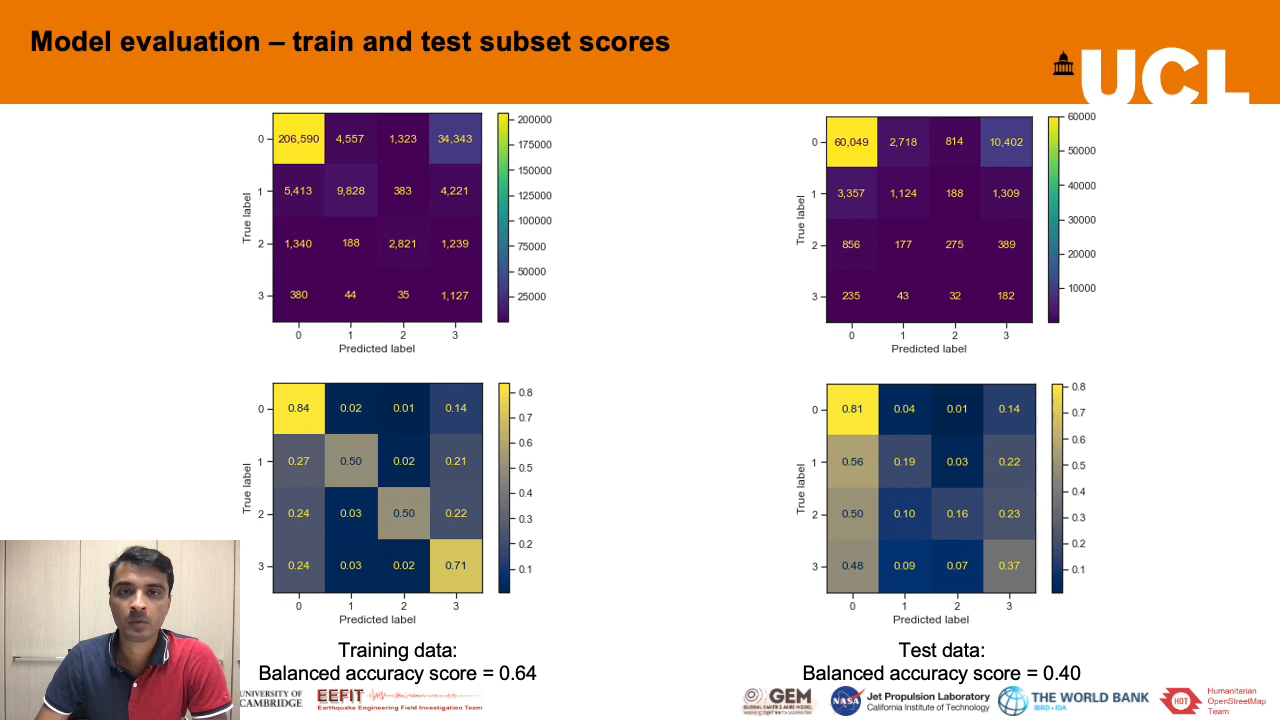 Model evaluation – train and test subset scores
UCL
0 206,590 4,557 1,323 34,343
1 5,413 9,828 383 4,221
2 1,340 188 2,821 1,239
3 380 44 35 1,127
0 1 2 3
True label
Predicted label
200000
175000
150000
125000
100000
75000
50000
25000
0 60,049 2,718 814 10,402
1 3,357 1,124 188 1,309
2 856 177 275 389
3 235 43 32 182
0 1 2 3
True label
Predicted label
60000
50000
40000
30000
20000
10000
0 0.84 0.02 0.01 0.14
1 0.27 0.50 0.02 0.21
2 0.24 0.03 0.50 0.22
3 0.24 0.03 0.02 0.71
0 1 2 3
True label
Predicted label
0.8
0.7
0.6
0.5
0.4
0.3
0.2
0.1
0 0.81 0.04 0.01 0.14
1 0.56 0.19 0.03 0.22
2 0.50 0.10 0.16 0.23
3 0.48 0.09 0.07 0.37
0 1 2 3
True label
Predicted label
0.8
0.7
0.6
0.5
0.4
0.3
0.2
0.1
Training data:
Balanced accuracy score = 0.64
Test data:
Balanced accuracy score = 0.40
UNIVERSITY OF
CAMBRIDGE
EEFIT
Earthquake Engineering Field Investigation Team
GEM
GLOBAL EARTHQUAKE MODEL
NASA
Jet Propulsion Laboratory
California Institute of Technology
THE WORLD BANK
IBRD • IDA
HOT
Humanitarian
OpenStreetMap
Team